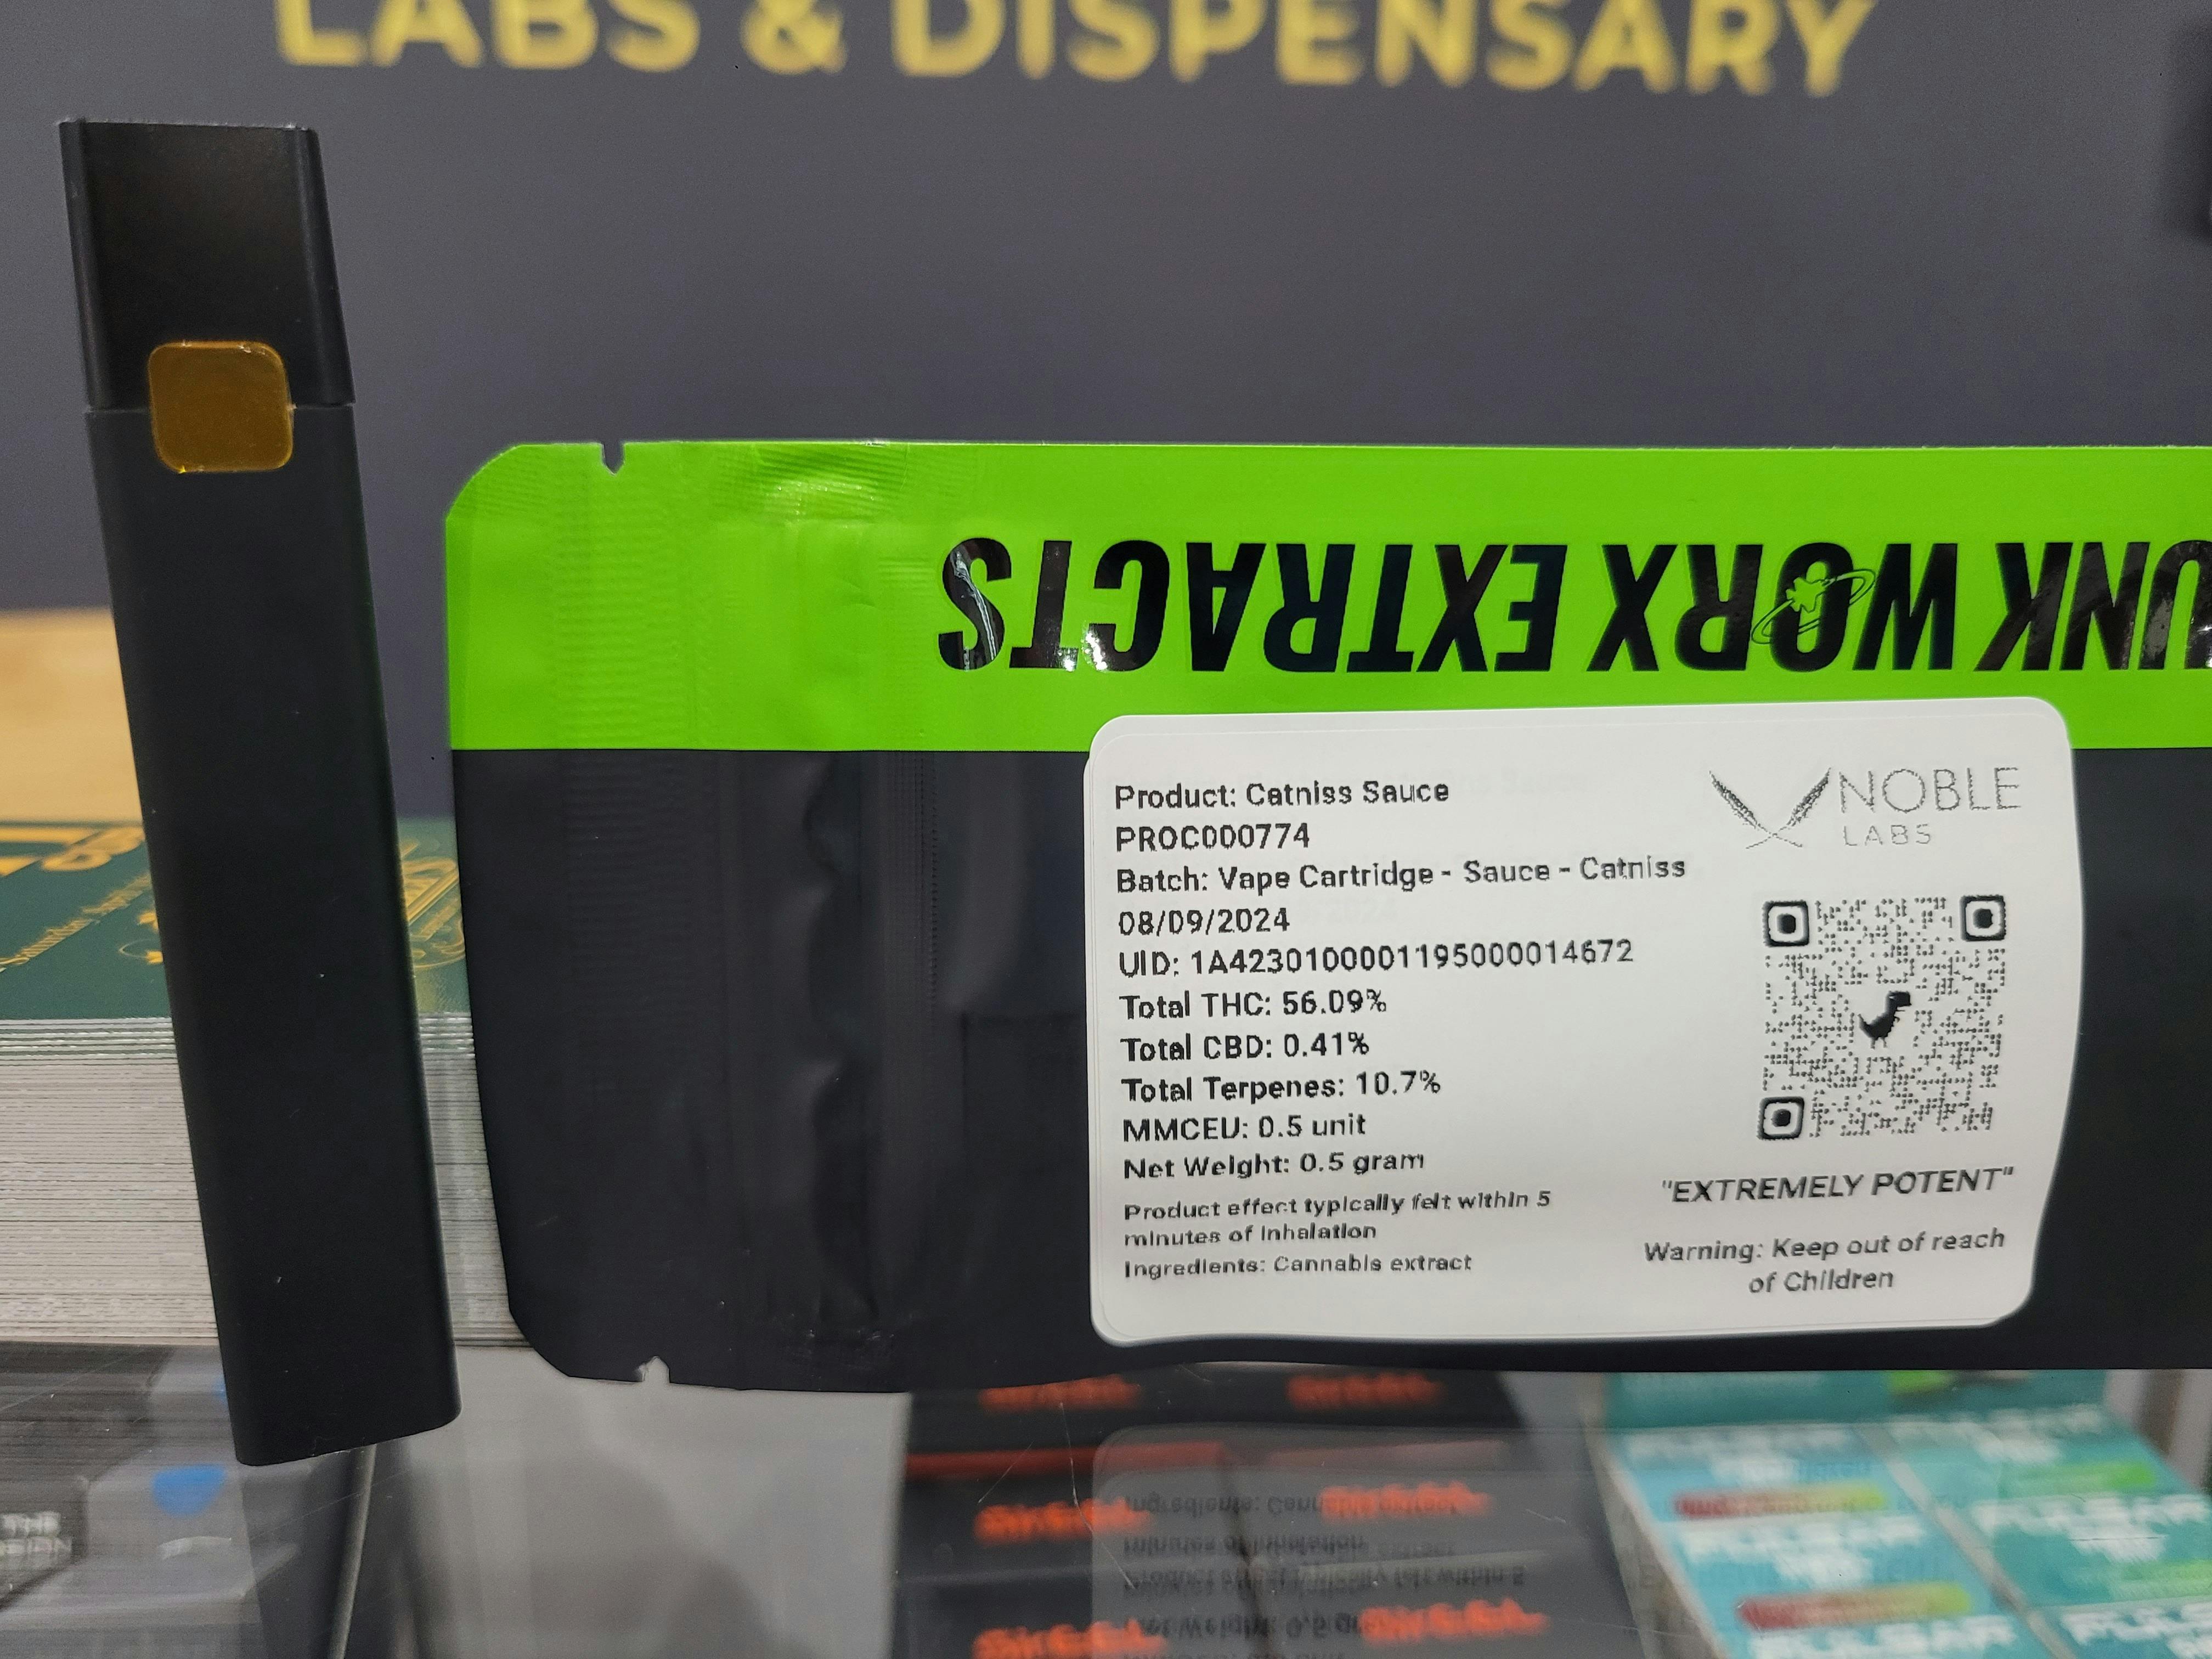 LABS & DISPENSARY
UNK WORX EXTRACTS
Product: Catniss Sauce
PROC000774
Batch: Vape Cartridge - Sauce - Catniss
08/09/2024
UID: 1A4230100001195000014672
Total THC: 56.09%
Total CBD: 0.41%
Total Terpenes: 10.7%
MMCEU: 0.5 unit
Net Weight: 0.5 gram
Product effect typically felt within 5
minutes of inhalation
Ingredients: Cannabis extract
NOBLE
LABS
"EXTREMELY POTENT"
Warning: Keep out of reach
of Children